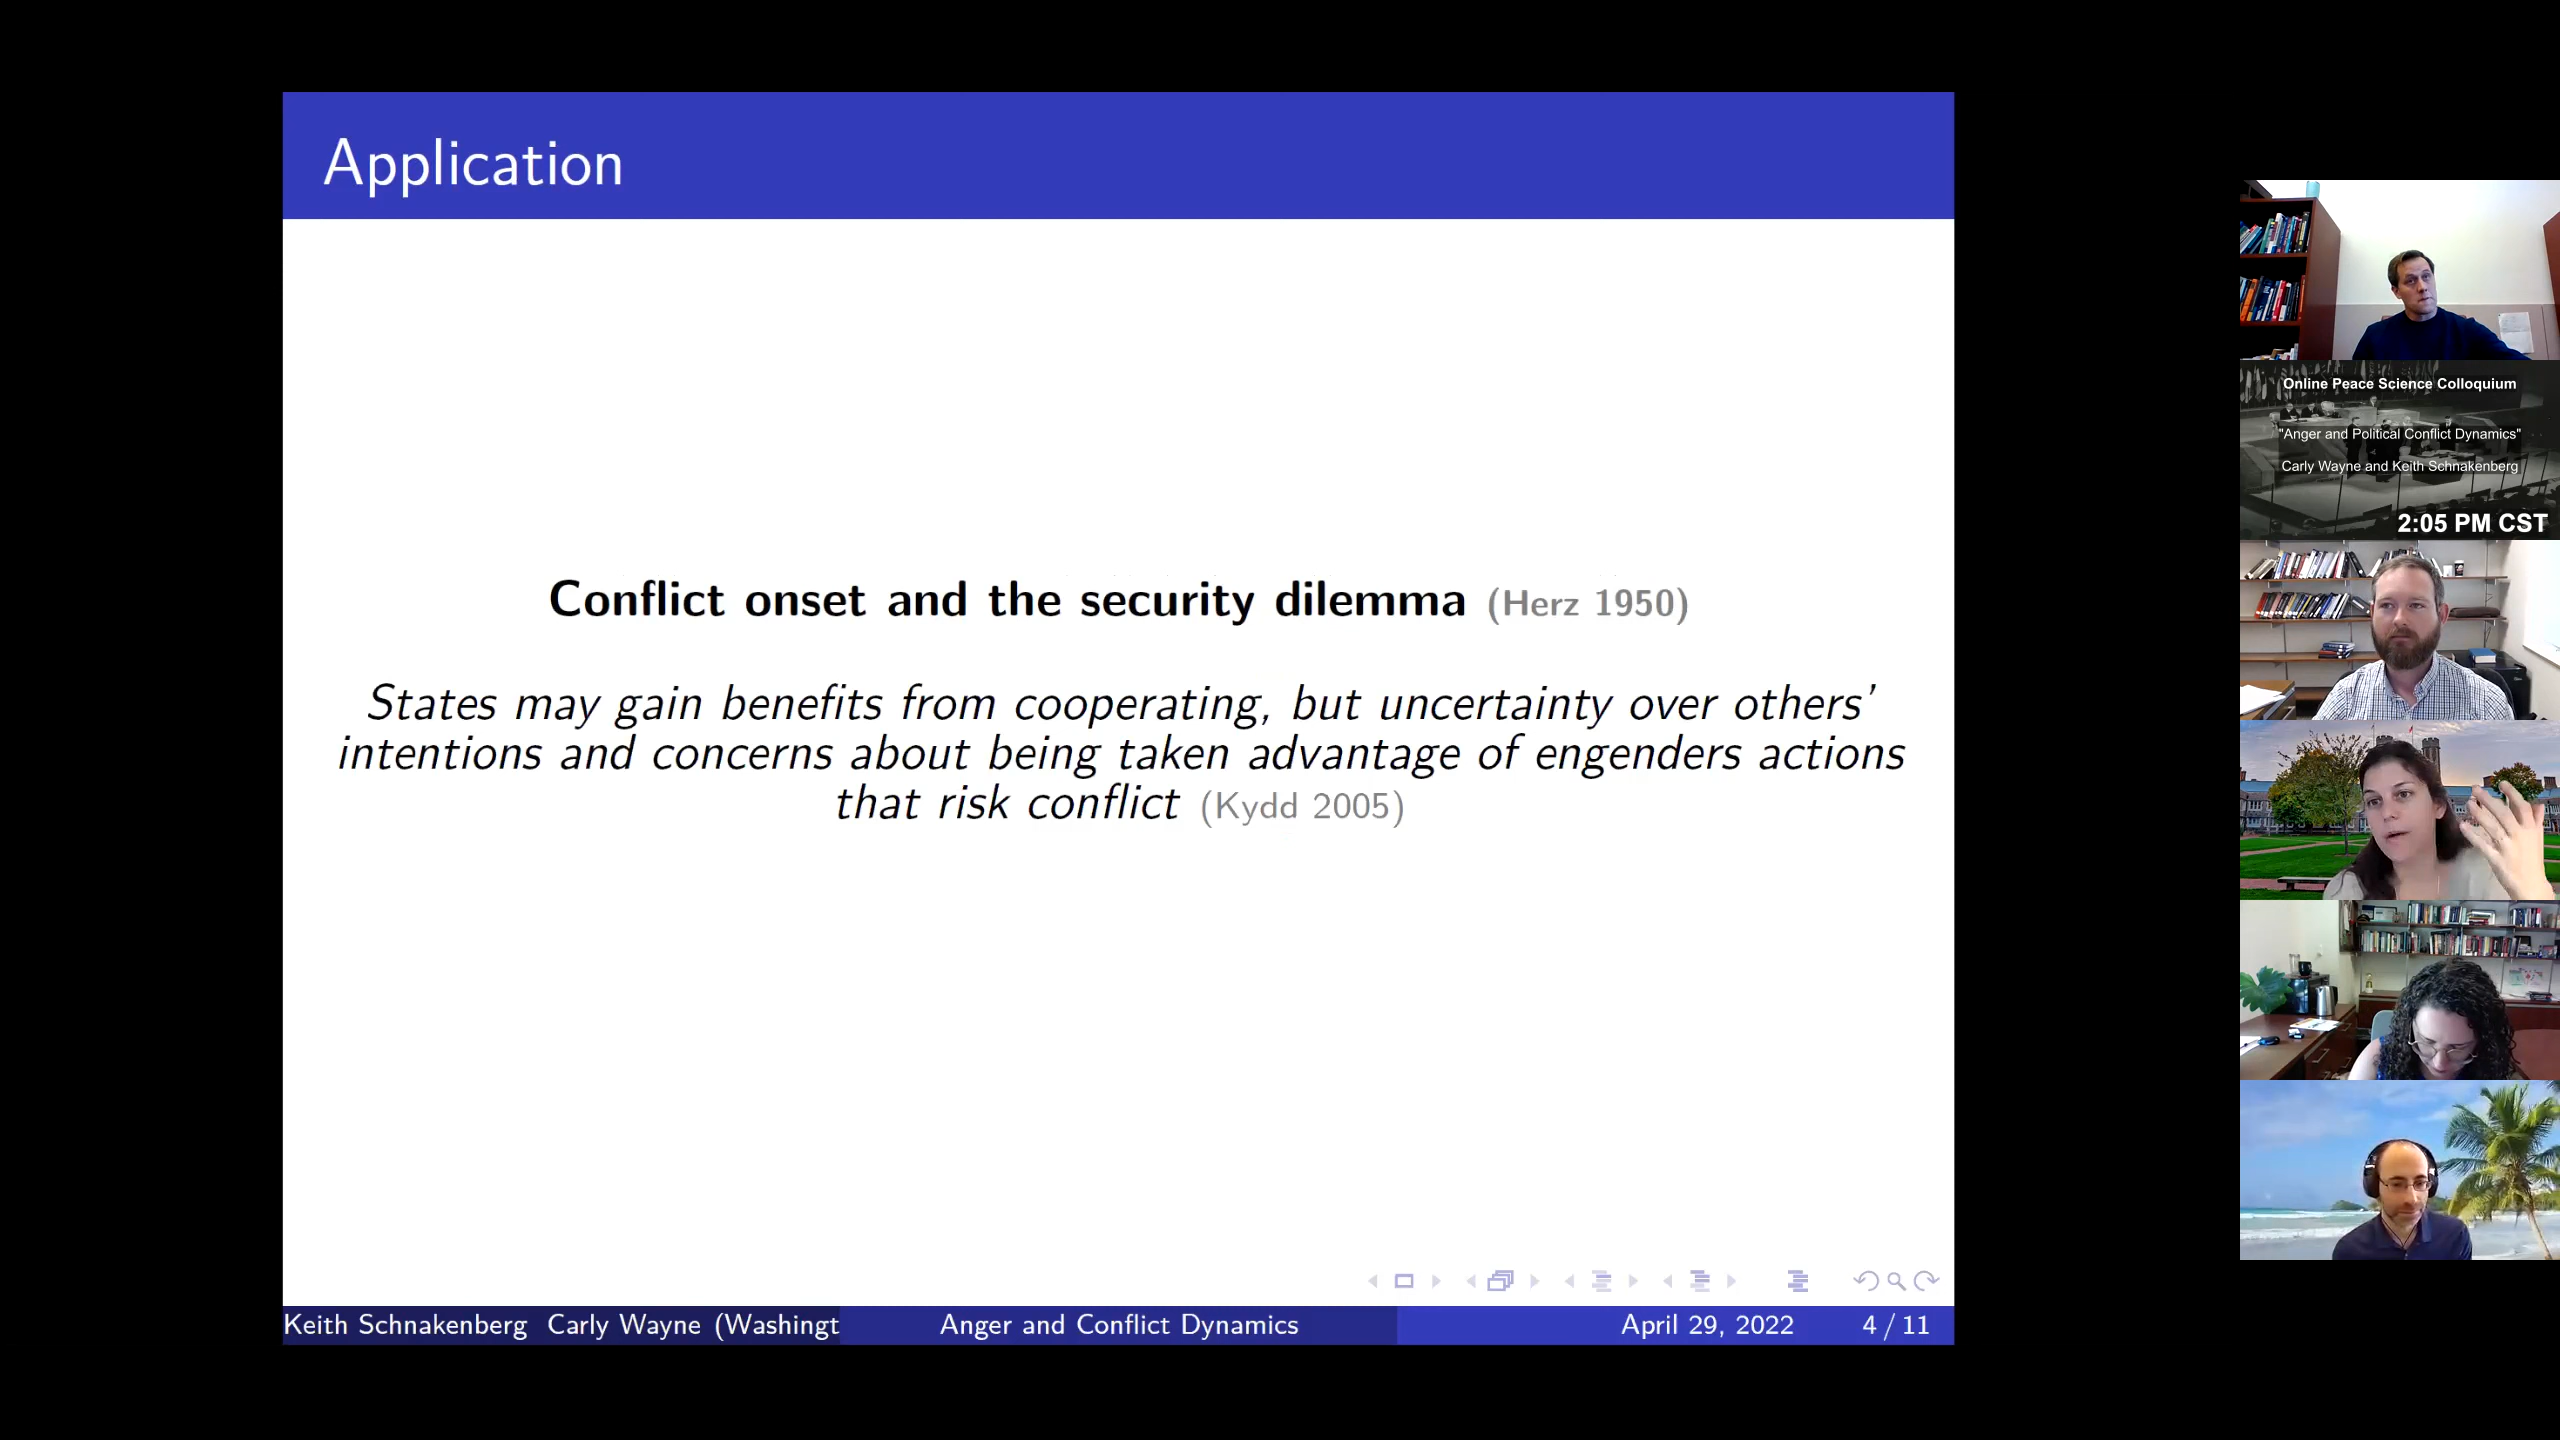 Application
Conflict onset and the security dilemma (Herz 1950)
States may gain benefits from cooperating, but uncertainty over others'
intentions and concerns about being taken advantage of engenders actions
that risk conflict (Kydd 2005)
Keith Schnakenberg Carly Wayne (Washingt
Anger and Conflict Dynamics
April 29, 2022
4 / 11
Online Peace Science Colloquium
"Anger and Political Conflict Dynamics"
Carly Wayne and Keith Schnakenberg
2:05 PM CST